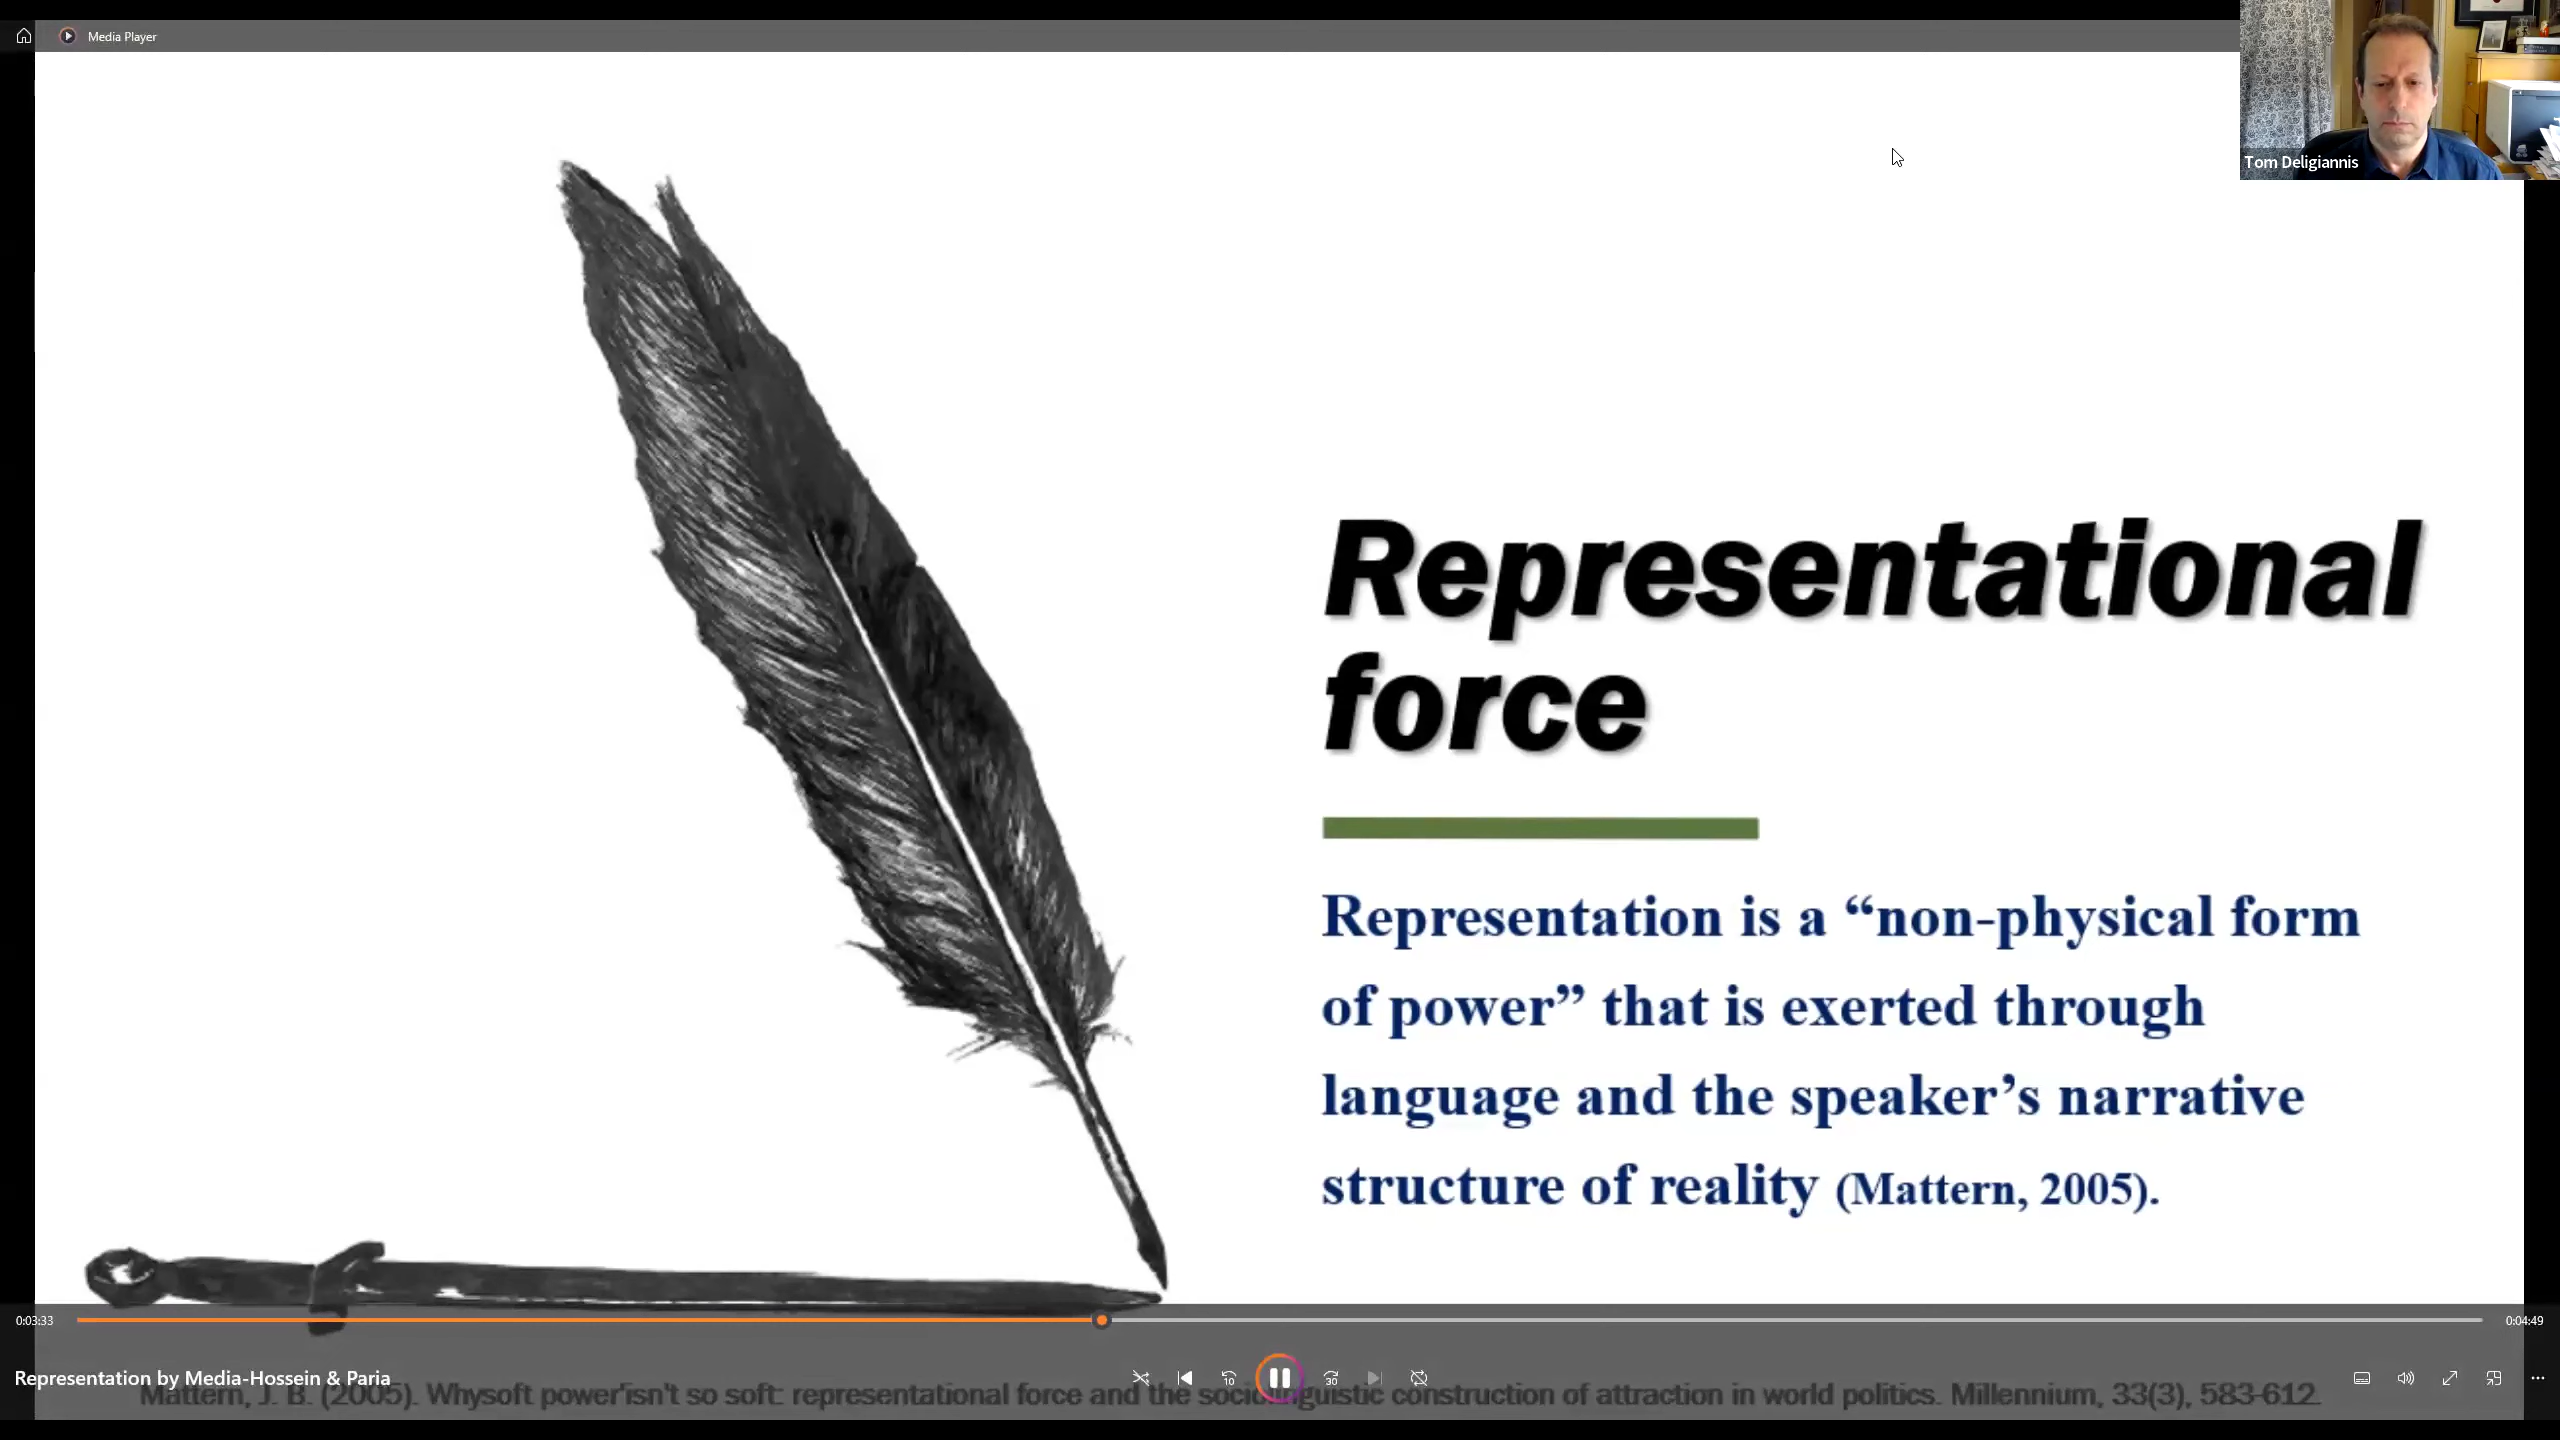 Media Player
Tom Deligiannis
Representational
force
Representation is a “non-physical form
of power” that is exerted through
language and the speaker’s narrative
structure of reality (Mattern, 2005).
0:03:33
0:04:49
Representation by Media-Hossein & Paria
10
30
Mattern, J. B. (2005). Whysoft power'isn't so soft: representational force and the sociolinguistic construction of attraction in world politics. Millennium, 33(3), 583-612.